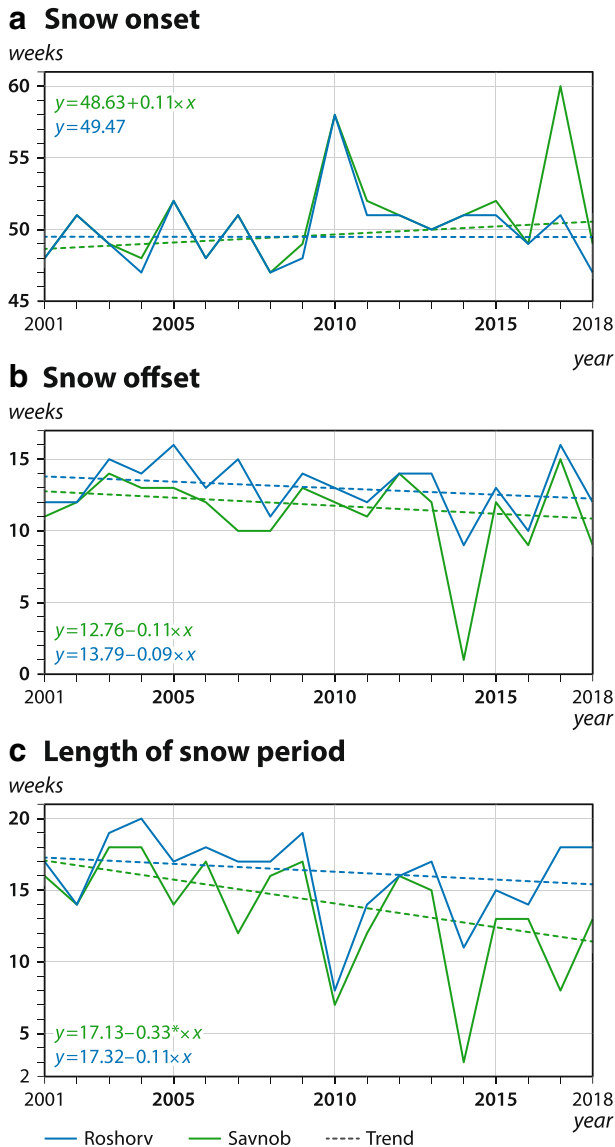 a Snow onset
weeks
60
y=48.63+0.11×x
y=49.47
55
50
45
2001 2005 2010 2015 2018
year
b Snow offset
weeks
15
10
5
y=12.76–0.11×x
y=13.79–0.09×x
0
2001 2005 2010 2015 2018
year
c Length of snow period
weeks
20
15
10
5
y=17.13–0.33*×x
y=17.32–0.11×x
2
2001 2005 2010 2015 2018
year
Roshorv Savnob Trend